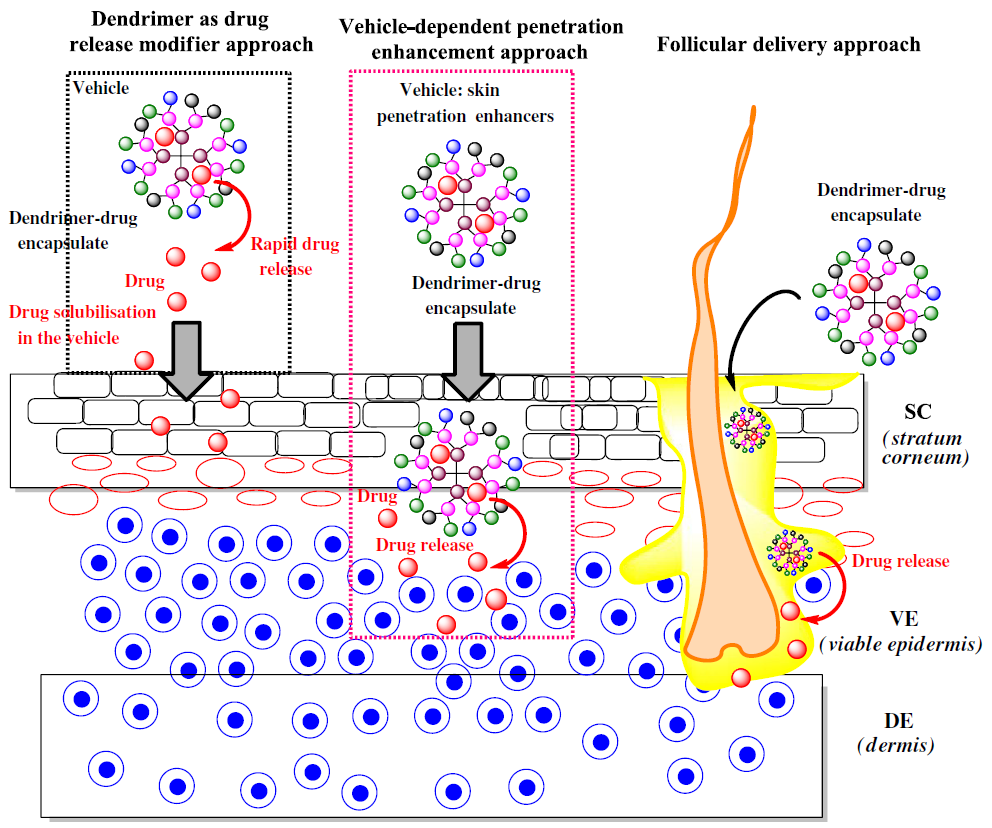 Dendrimer as drug
release modifier approach
Vehicle
Dendrimer-drug
encapsulate
Rapid drug
release
Drug
Drug solubilisation
in the vehicle
Vehicle–dependent penetration
enhancement approach
Vehicle: skin
penetration enhancers
Dendrimer-drug
encapsulate
Drug
Drug release
Follicular delivery approach
Dendrimer-drug
encapsulate
SC
(stratum
corneum)
Drug release
VE
(viable epidermis)
DE
(dermis)